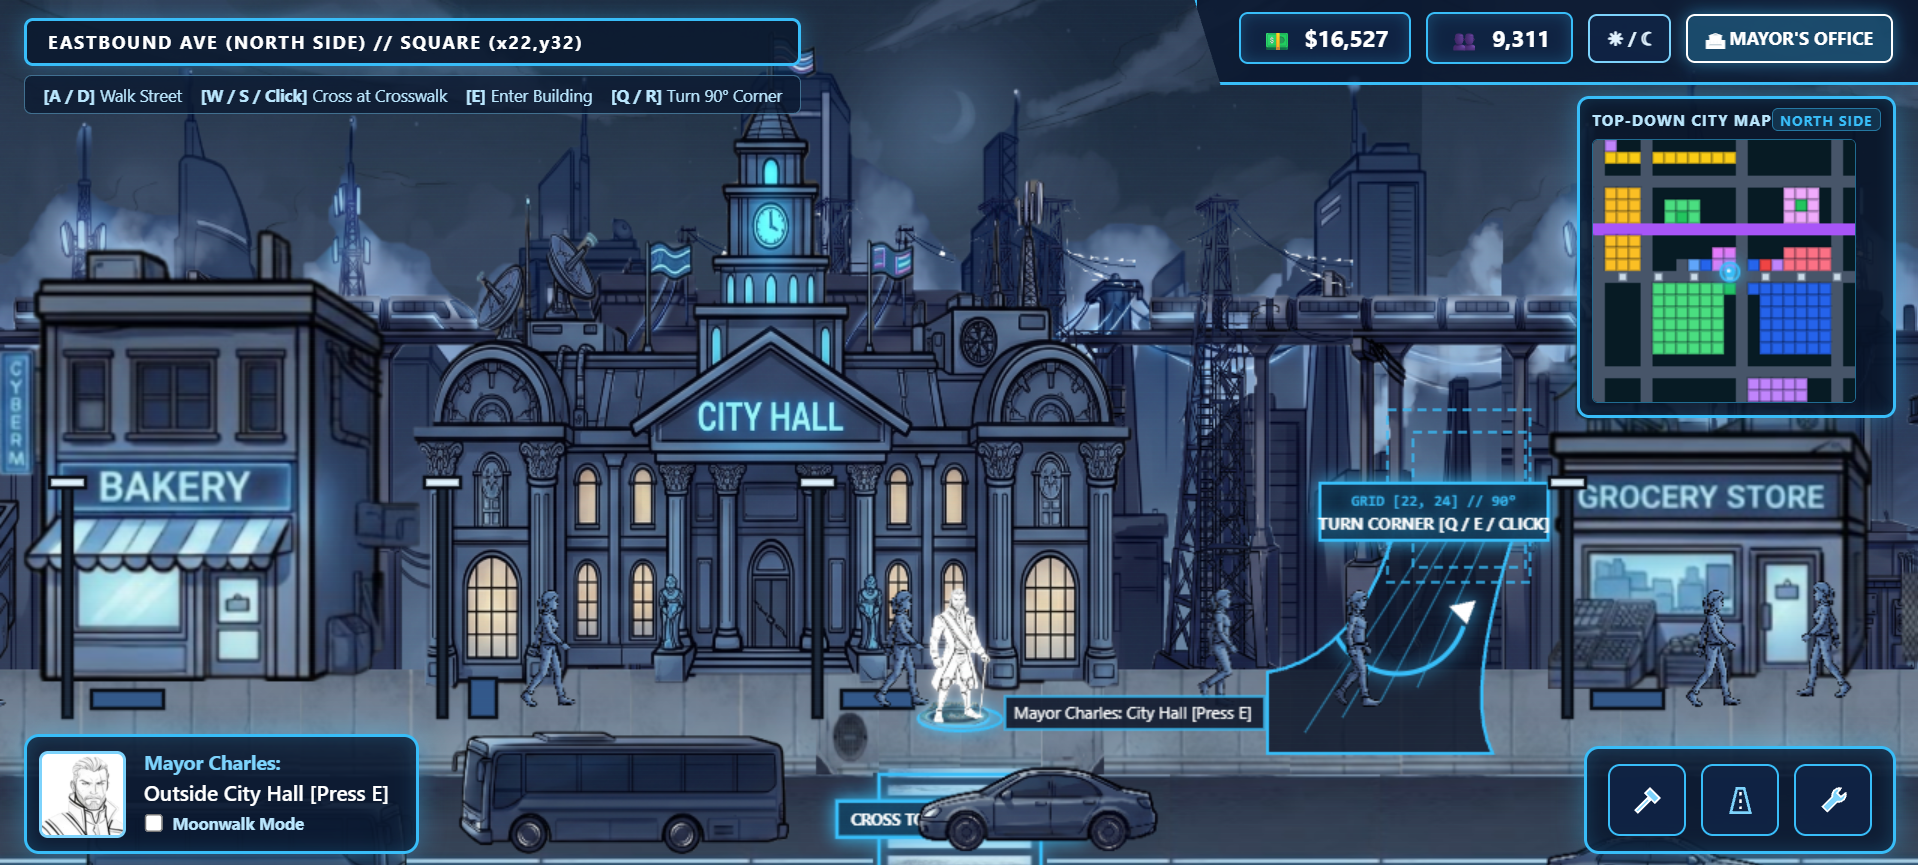 EASTBOUND AVE (NORTH SIDE) // SQUARE (x22,y32)
[A / D] Walk Street [W / S / Click] Cross at Crosswalk [E] Enter Building [Q / R] Turn 90° Corner
$16,527
9,311
/
MAYOR'S OFFICE
TOP-DOWN CITY MAP
NORTH SIDE
CYBERM
BAKERY
CITY HALL
GRID [22, 24] // 90°
TURN CORNER [Q / E / CLICK]
GROCERY STORE
Mayor Charles: City Hall [Press E]
Mayor Charles:
Outside City Hall [Press E]
Moonwalk Mode
CROSS